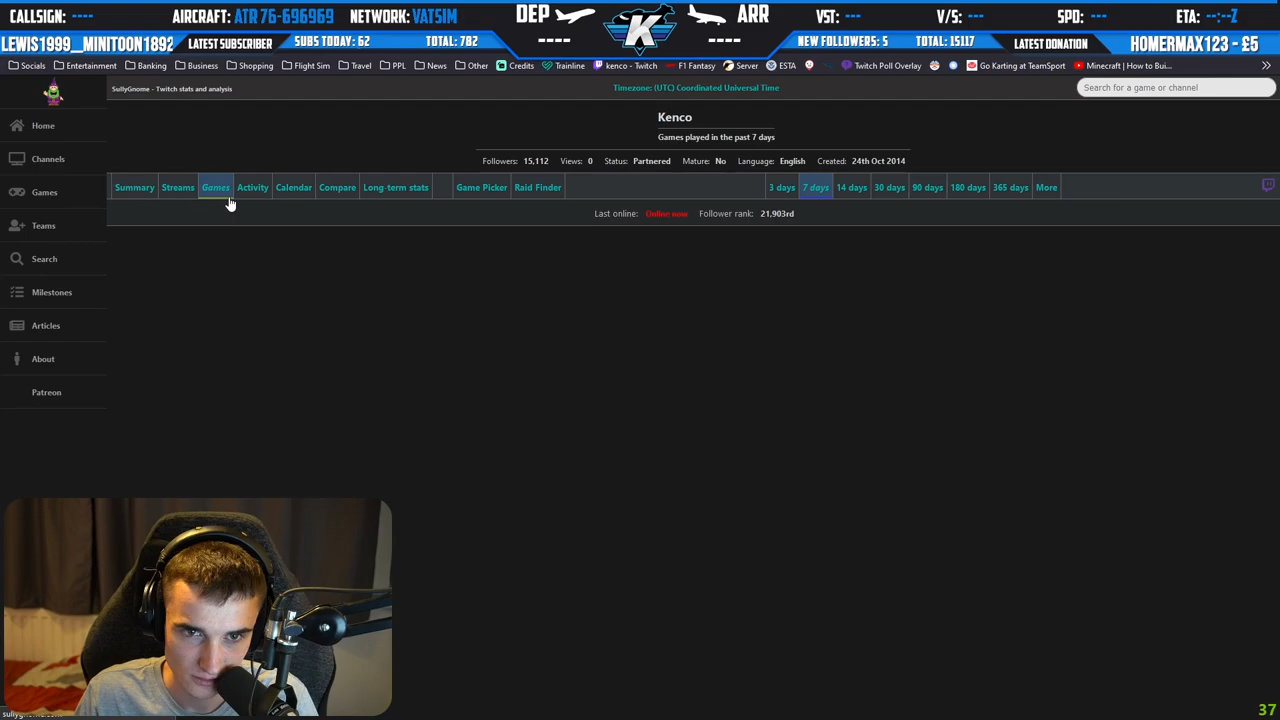 CALLSIGN: ---- AIRCRAFT: ATR 76-696969 NETWORK: VATSIM DEP ---- K ARR ---- VST: --- V/S: --- SPD: --- ETA: --:--Z
LEWIS1999__MINITOON1892 LATEST SUBSCRIBER SUBS TODAY: 62 TOTAL: 782 NEW FOLLOWERS: 5 TOTAL: 15117 LATEST DONATION HOMERMAX123 - £5
Socials Entertainment Banking Business Shopping Flight Sim Travel PPL News Other Credits Trainline kenco - Twitch F1 Fantasy Server ESTA Twitch Poll Overlay Go Karting at TeamSport Minecraft | How to Bui...
SullyGnome - Twitch stats and analysis Timezone: (UTC) Coordinated Universal Time Search for a game or channel
Home
Channels
Games
Teams
Search
Milestones
Articles
About
Patreon
Kenco
Games played in the past 7 days
Followers: 15,112 Views: 0 Status: Partnered Mature: No Language: English Created: 24th Oct 2014
Summary Streams Games Activity Calendar Compare Long-term stats Game Picker Raid Finder 3 days 7 days 14 days 30 days 90 days 180 days 365 days More
Last online: Online now Follower rank: 21,903rd
37